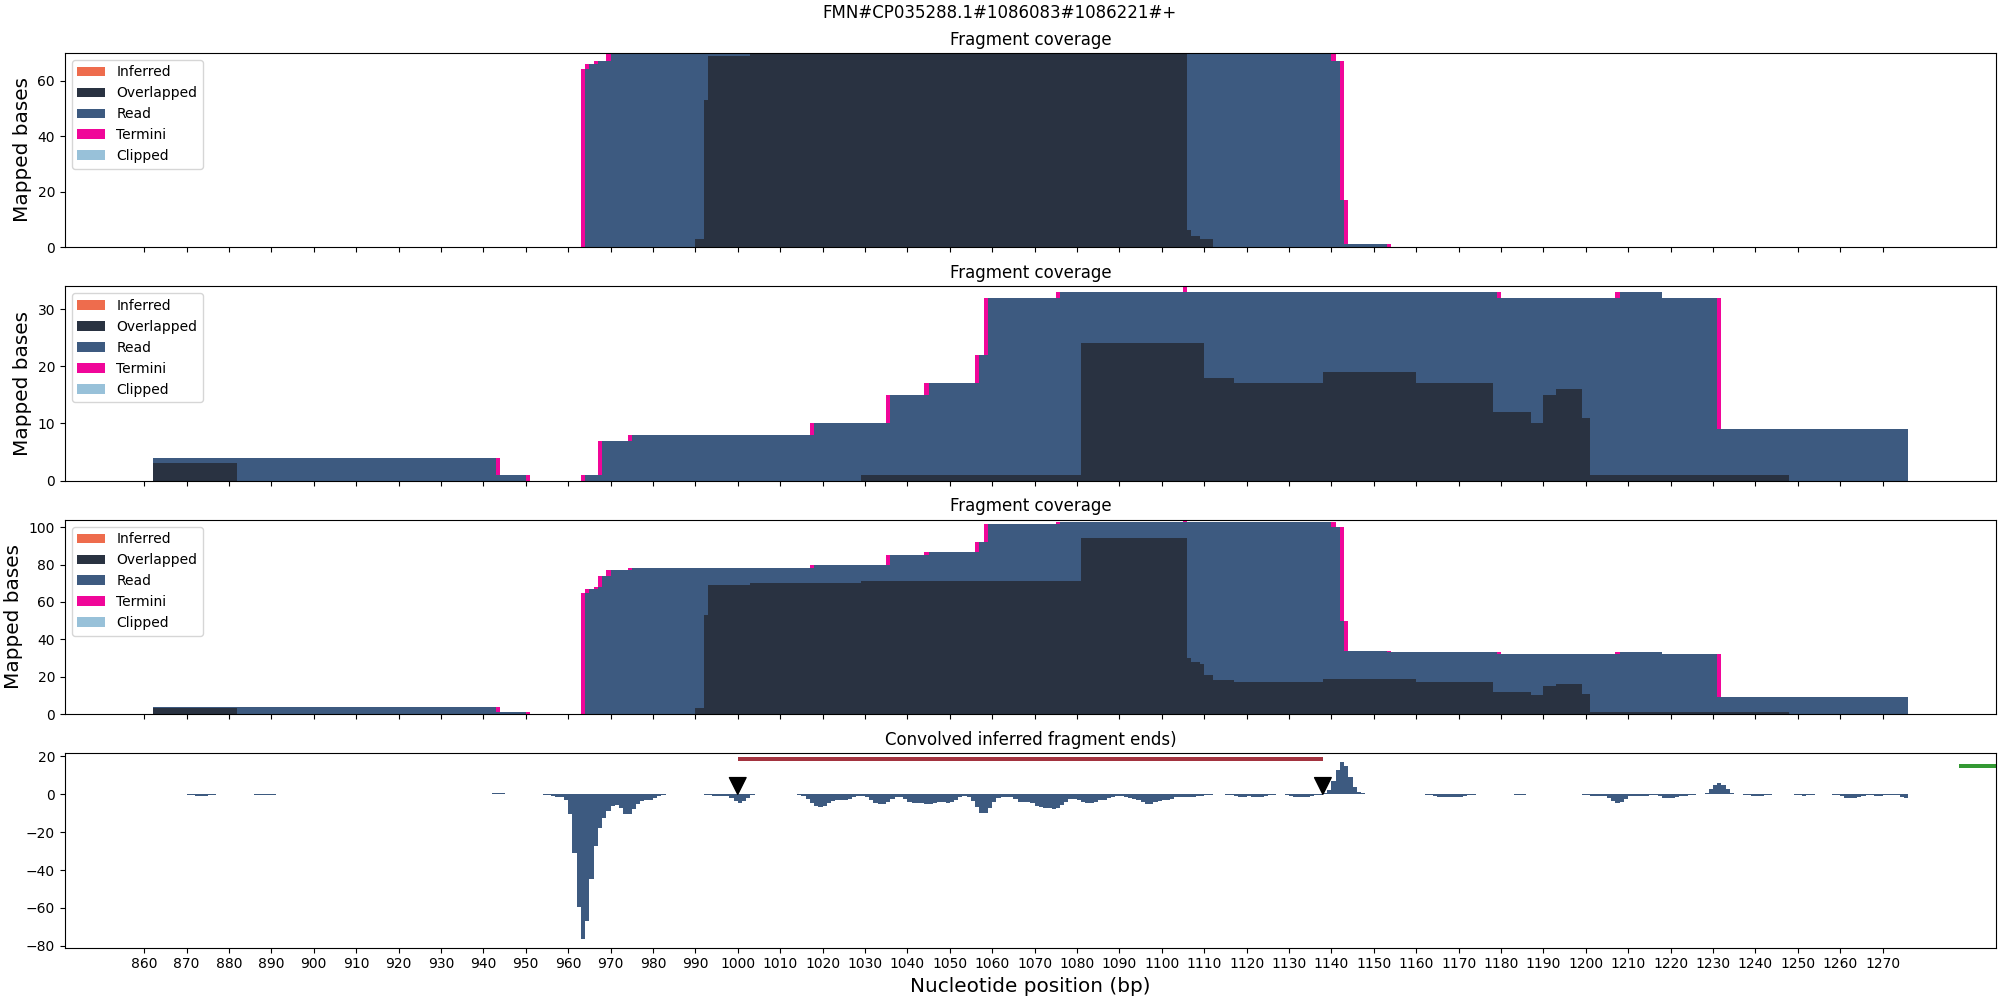 FMN#CP035288.1#1086083#1086221#+
Fragment coverage
Mapped bases
60
40
20
0
Inferred
Overlapped
Read
Termini
Clipped
Fragment coverage
Mapped bases
30
20
10
0
Inferred
Overlapped
Read
Termini
Clipped
Fragment coverage
Mapped bases
100
80
60
40
20
0
Inferred
Overlapped
Read
Termini
Clipped
Convolved inferred fragment ends)
20
0
−20
−40
−60
−80
860 870 880 890 900 910 920 930 940 950 960 970 980 990 1000 1010 1020 1030 1040 1050 1060 1070 1080 1090 1100 1110 1120 1130 1140 1150 1160 1170 1180 1190 1200 1210 1220 1230 1240 1250 1260 1270
Nucleotide position (bp)